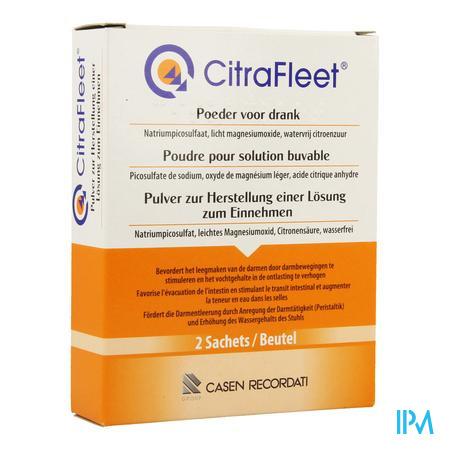 CitraFleet®
Poeder voor drank
Natriumpicosulfaat, licht magnesiumoxide, watervrij citroenzuur
Poudre pour solution buvable
Picosulfate de sodium, oxyde de magnésium léger, acide citrique anhydre
Pulver zur Herstellung einer Lösung
zum Einnehmen
Natriumpicosulfat, leichtes Magnesiumoxid, Citronensäure, wasserfrei
Bevordert het leegmaken van de darmen door darmbewegingen te
stimuleren en het vochtgehalte in de ontlasting te verhogen
Favorise l'évacuation de l'intestin en stimulant le transit intestinal et augmenter
la teneur en eau dans les selles
Fördert die Darmentleerung durch Anregung der Darmtätigkeit (Peristaltik)
und Erhöhung des Wassergehalts des Stuhls
2 Sachets / Beutel
GROUP
CASEN RECORDATI
CitraFleet®
Pulver zur Herstellung einer
Lösung zum Einnehmen
IPM